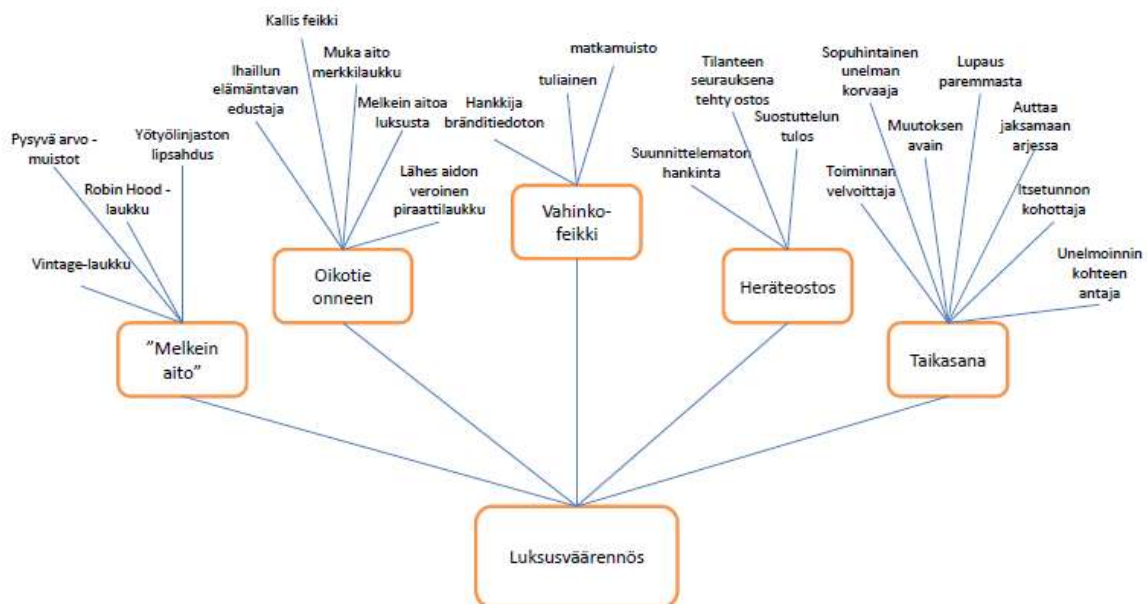 Pysyvä arvo -
muistot
Yötyölinjaston
lipsahdus
Robin Hood -
laukku
Vintage-laukku
"Melkein
aito"
Kallis feikki
Ihaillun
elämäntavan
edustaja
Muka aito
merkkilaukku
Melkein aitoa
luksusta
Lähes aidon
veroinen
piraattilaukku
Oikotie
onneen
matkamuisto
tuliainen
Hankkija
bränditiedoton
Vahinko-
feikki
Tilanteen
seurauksena
tehty ostos
Suostuttelun
tulos
Suunnittelematon
hankinta
Heräteostos
Sopuhintainen
unelman
korvaaja
Lupaus
paremmasta
Muutoksen
avain
Auttaa
jaksamaan
arjessa
Toiminnan
velvoittaja
Itsetunnon
kohottaja
Unelmoinnin
kohteen
antaja
Taikasana
Luksusväärennös